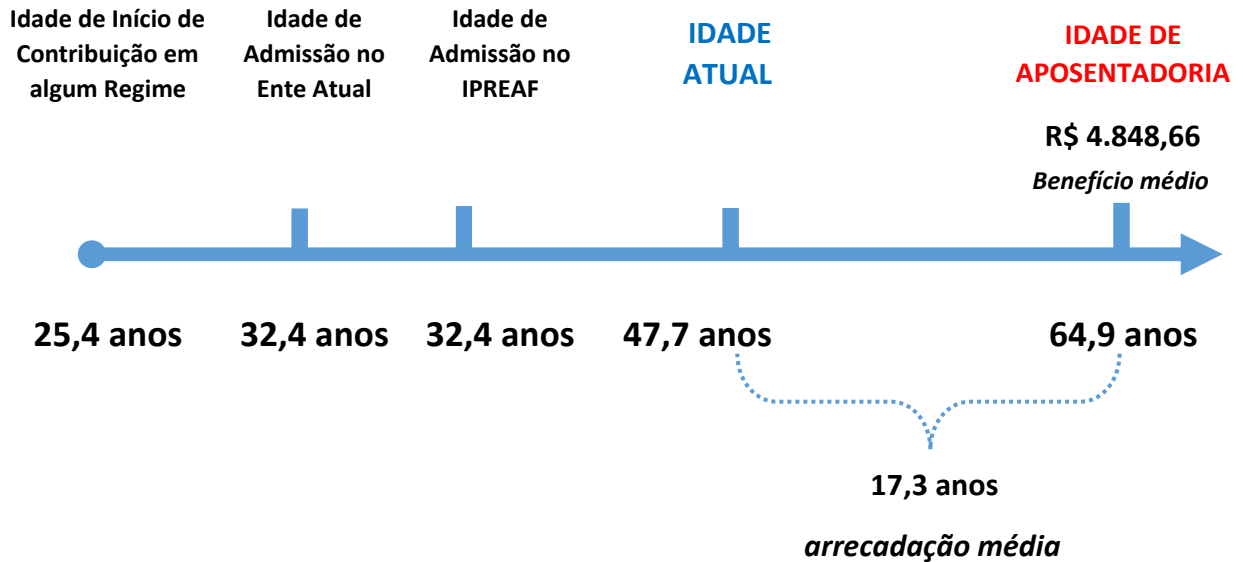 Idade de Início de
Contribuição em
algum Regime
Idade de
Admissão no
Ente Atual
Idade de
Admissão no
IPREAF
IDADE
ATUAL
IDADE DE
APOSENTADORIA
R$ 4.848,66
Benefício médio
25,4 anos
32,4 anos
32,4 anos
47,7 anos
64,9 anos
17,3 anos
arrecadação média